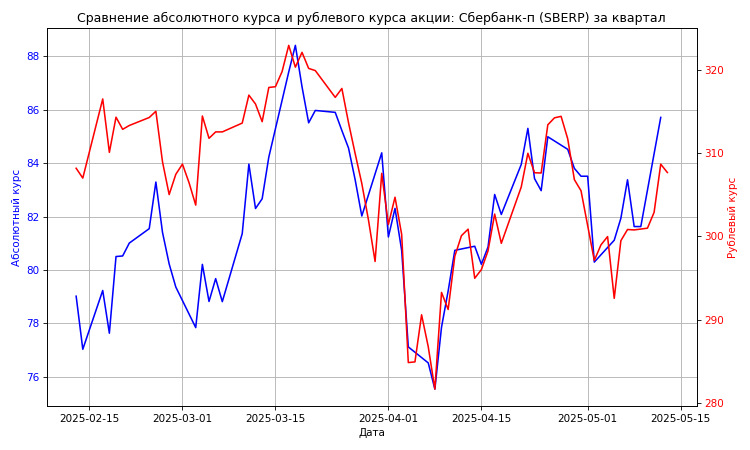 Сравнение абсолютного курса и рублевого курса акции: Сбербанк-п (SBERP) за квартал
88
86
84
82
80
78
76
Абсолютный курс
320
310
300
290
280
Рублевый курс
2025-02-15 2025-03-01 2025-03-15 2025-04-01 2025-04-15 2025-05-01 2025-05-15
Дата